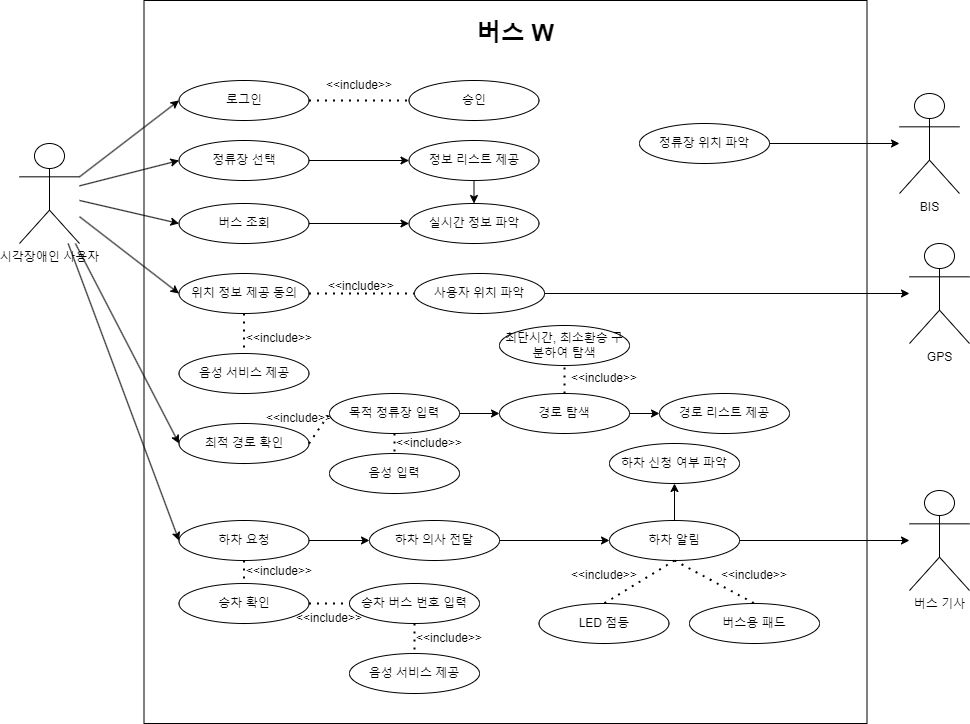 버스 W
로그인
<<include>>
승인
정류장 선택
정보 리스트 제공
정류장 위치 파악
BIS
버스 조회
실시간 정보 파악
시각장애인 사용자
위치 정보 제공 동의
<<include>>
사용자 위치 파악
GPS
<<include>>
음성 서비스 제공
최단시간, 최소환승 구
분하여 탐색
<<include>>
최적 경로 확인
<<include>>
목적 정류장 입력
경로 탐색
경로 리스트 제공
<<include>>
음성 입력
하차 신청 여부 파악
하차 요청
하차 의사 전달
하차 알림
버스 기사
<<include>>
승차 확인
<<include>>
승차 버스 번호 입력
<<include>>
음성 서비스 제공
<<include>>
LED 점등
<<include>>
버스용 패드